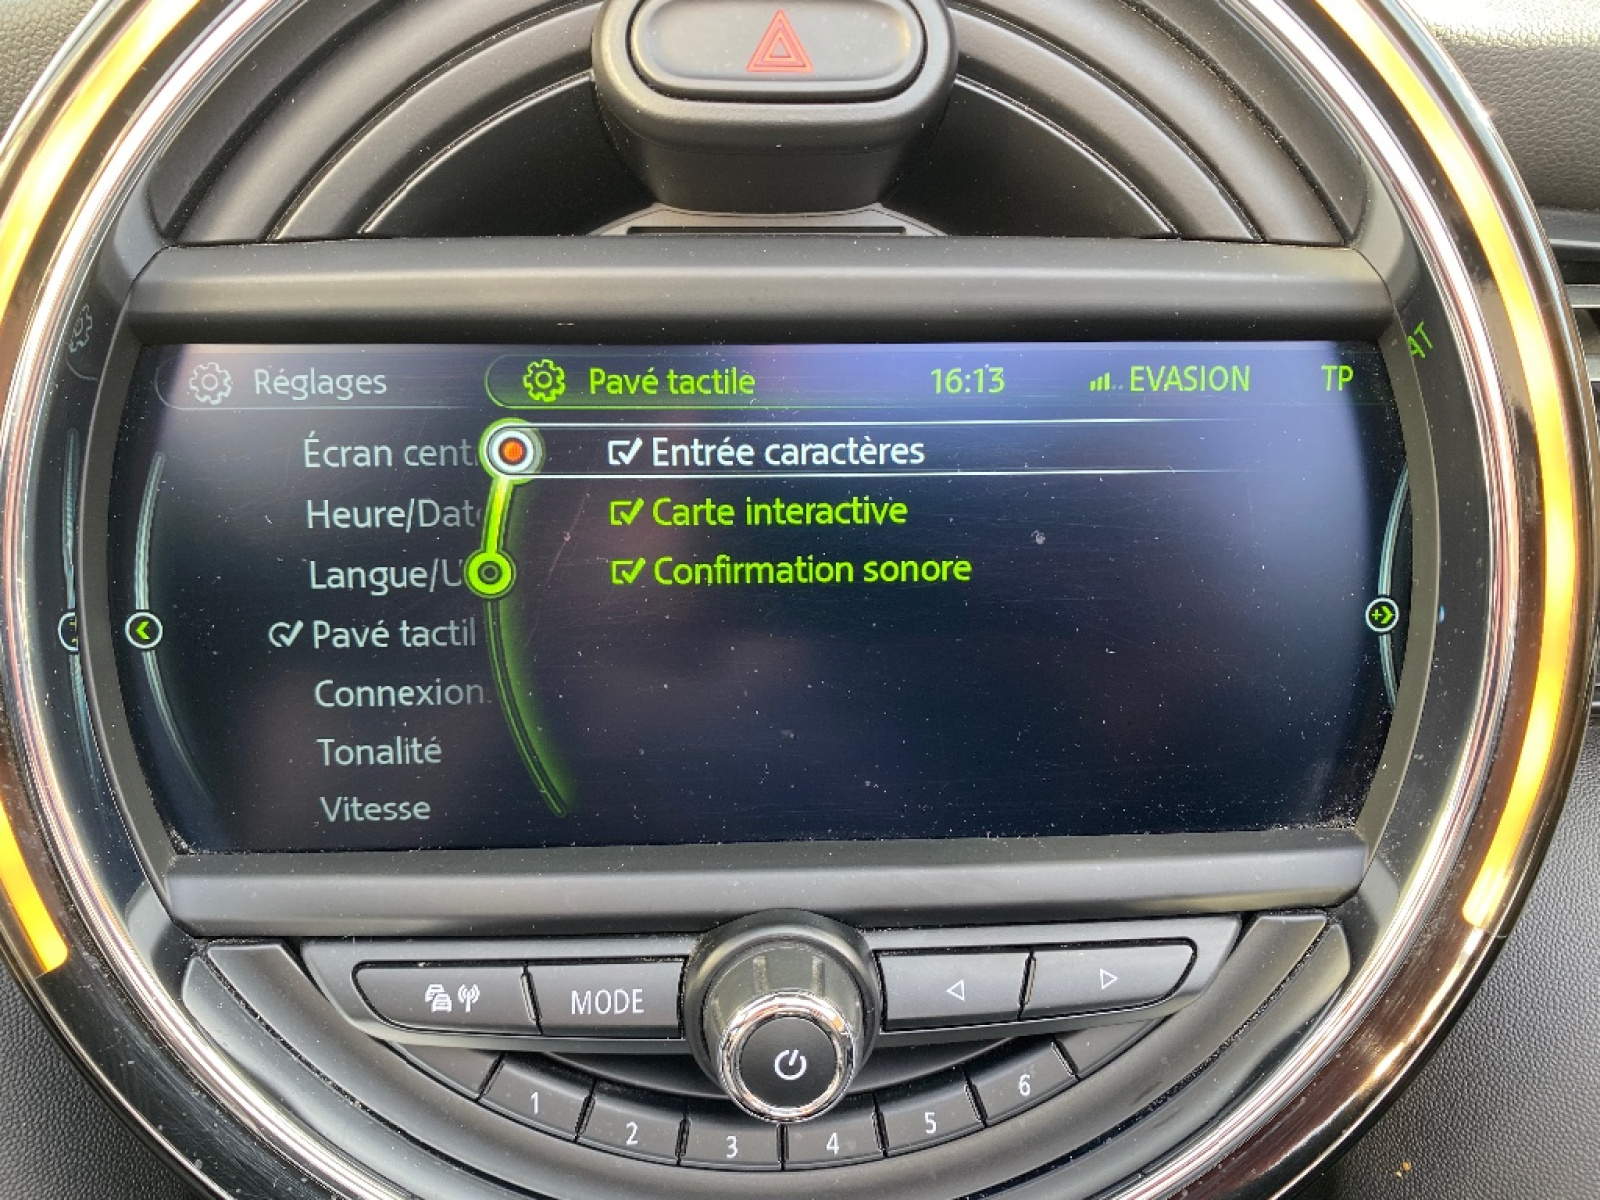 Réglages
Pavé tactile
16:13
EVASION
TP
AT
Écran cent
Entrée caractères
Heure/Dat
Carte interactive
Langue/U
Confirmation sonore
Pavé tactil
Connexion
Tonalité
Vitesse
MODE
1
2
3
4
5
6